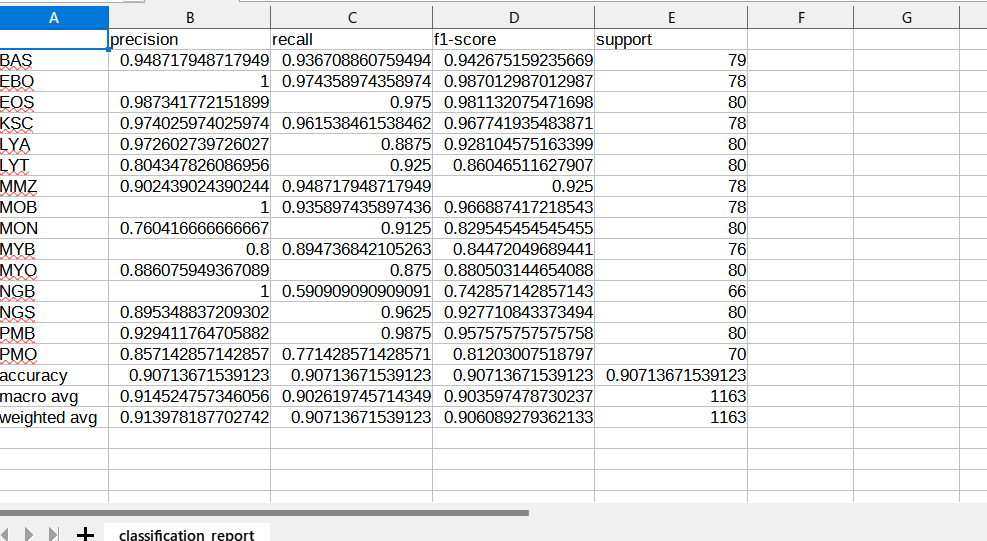 A B C D E F G
precision recall f1-score support
BAS 0.948717948717949 0.936708860759494 0.942675159235669 79
EBO 1 0.974358974358974 0.987012987012987 78
EOS 0.987341772151899 0.975 0.981132075471698 80
KSC 0.974025974025974 0.961538461538462 0.967741935483871 78
LYA 0.972602739726027 0.8875 0.928104575163399 80
LYT 0.804347826086956 0.925 0.86046511627907 80
MMZ 0.902439024390244 0.948717948717949 0.925 78
MOB 1 0.935897435897436 0.966887417218543 78
MON 0.760416666666667 0.9125 0.829545454545455 80
MYB 0.8 0.894736842105263 0.84472049689441 76
MYO 0.886075949367089 0.875 0.880503144654088 80
NGB 1 0.590909090909091 0.742857142857143 66
NGS 0.895348837209302 0.9625 0.927710843373494 80
PMB 0.929411764705882 0.9875 0.957575757575758 80
PMO 0.857142857142857 0.771428571428571 0.81203007518797 70
accuracy 0.90713671539123 0.90713671539123 0.90713671539123 0.90713671539123
macro avg 0.914524757346056 0.902619745714349 0.903597478730237 1163
weighted avg 0.913978187702742 0.90713671539123 0.906089279362133 1163
classification_report